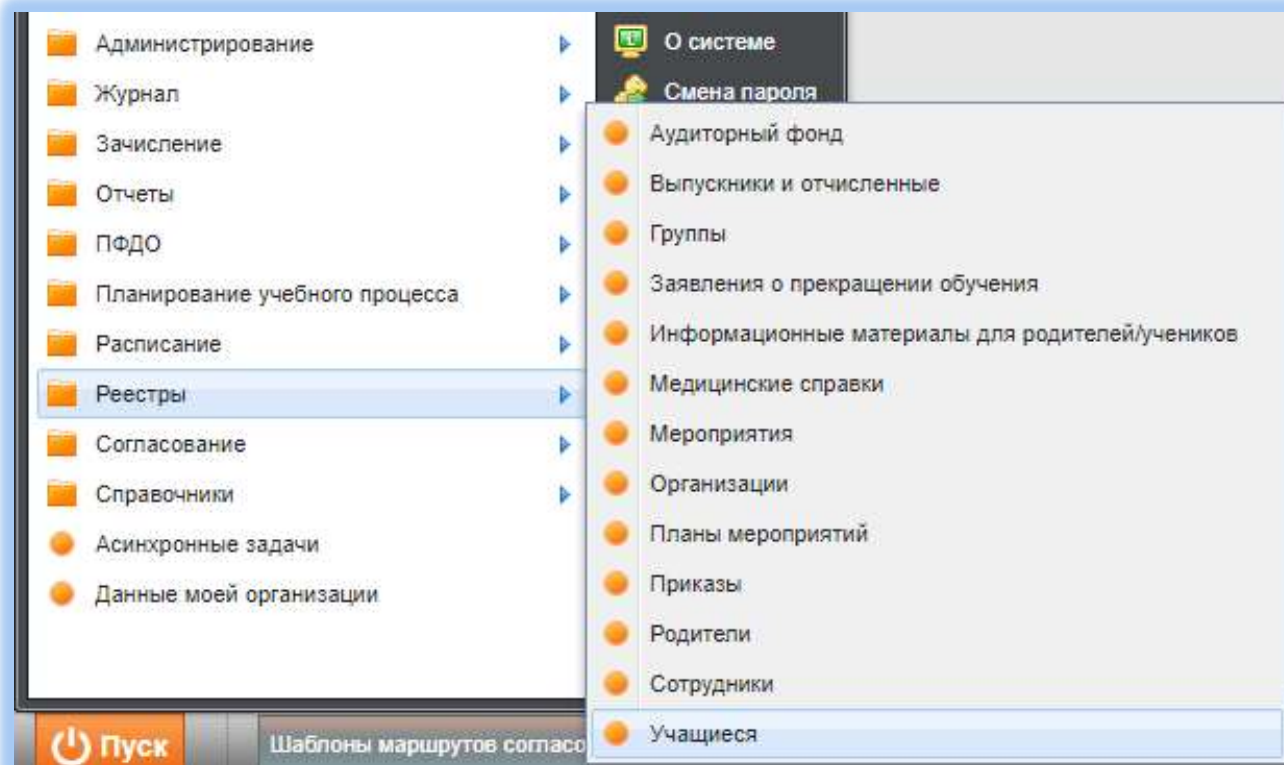 Администрирование
Журнал
Зачисление
Отчеты
ПФДО
Планирование учебного процесса
Расписание
Реестры
Согласование
Справочники
Асинхронные задачи
Данные моей организации
О системе
Смена пароля
Аудиторный фонд
Выпускники и отчисленные
Группы
Заявления о прекращении обучения
Информационные материалы для родителей/учеников
Медицинские справки
Мероприятия
Организации
Планы мероприятий
Приказы
Родители
Сотрудники
Учащиеся
Пуск
Шаблоны маршрутов согласо